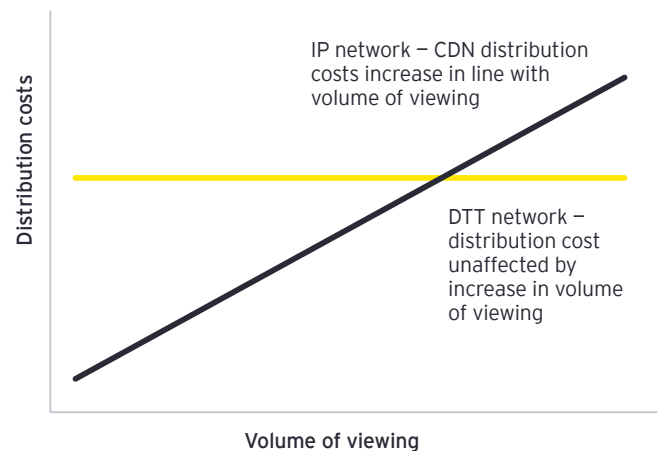 IP network – CDN distribution
costs increase in line with
volume of viewing
Distribution costs
DTT network –
distribution cost
unaffected by
increase in volume
of viewing
Volume of viewing